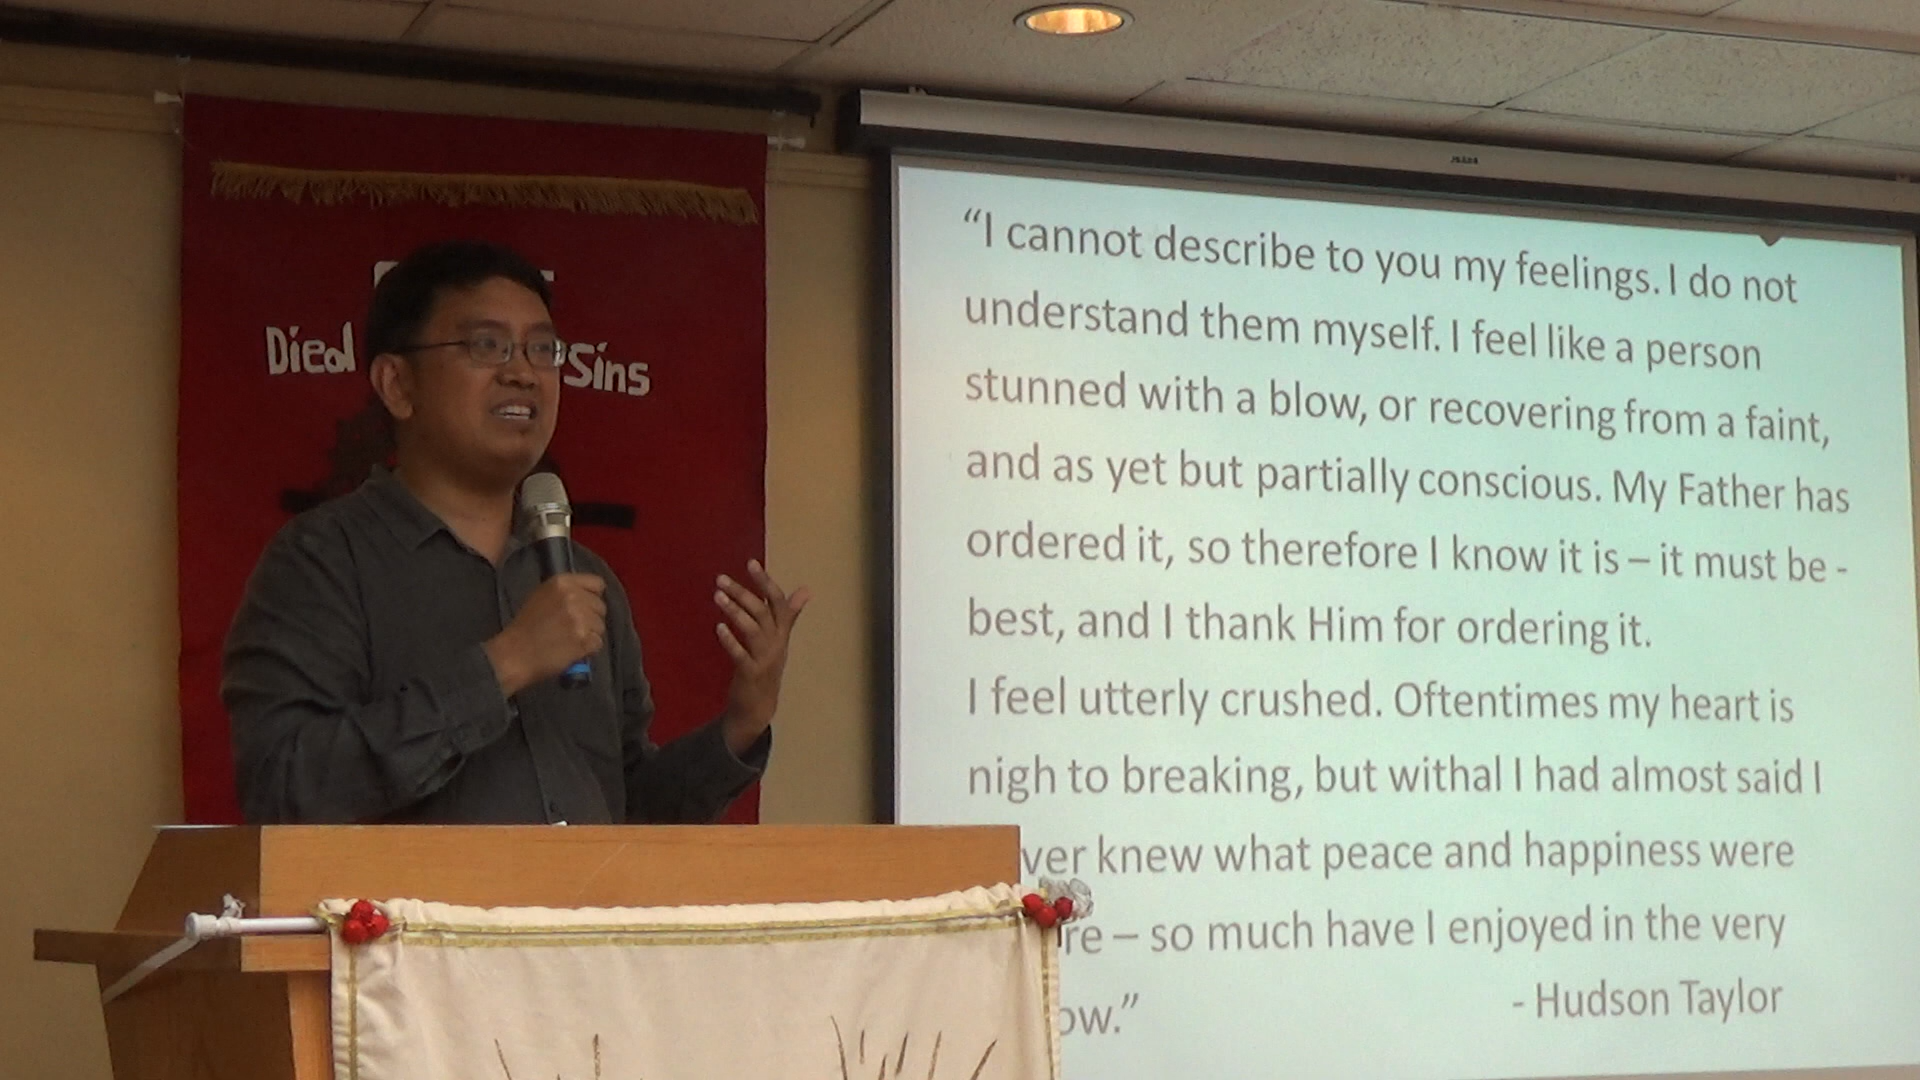 Died
Sins
“I cannot describe to you my feelings. I do not
understand them myself. I feel like a person
stunned with a blow, or recovering from a faint,
and as yet but partially conscious. My Father has
ordered it, so therefore I know it is – it must be -
best, and I thank Him for ordering it.
I feel utterly crushed. Oftentimes my heart is
nigh to breaking, but withal I had almost said I
ver knew what peace and happiness were
re – so much have I enjoyed in the very
ow.”
- Hudson Taylor